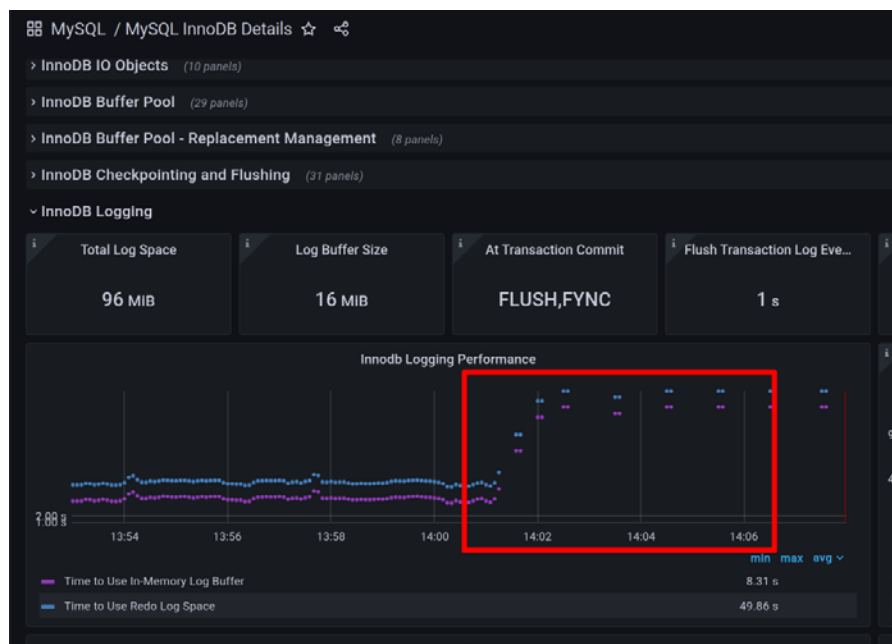 MySQL / MySQL InnoDB Details
> InnoDB IO Objects (10 panels)
> InnoDB Buffer Pool (29 panels)
> InnoDB Buffer Pool - Replacement Management (8 panels)
> InnoDB Checkpointing and Flushing (31 panels)
InnoDB Logging
i Total Log Space i Log Buffer Size i At Transaction Commit i Flush Transaction Log Eve... i
96 MiB 16 MiB FLUSH,FYNC 1 s
Innodb Logging Performance i
2.00 s
1.00 s
13:54 13:56 13:58 14:00 14:02 14:04 14:06
min max avg
Time to Use In-Memory Log Buffer 8.31 s
Time to Use Redo Log Space 49.86 s